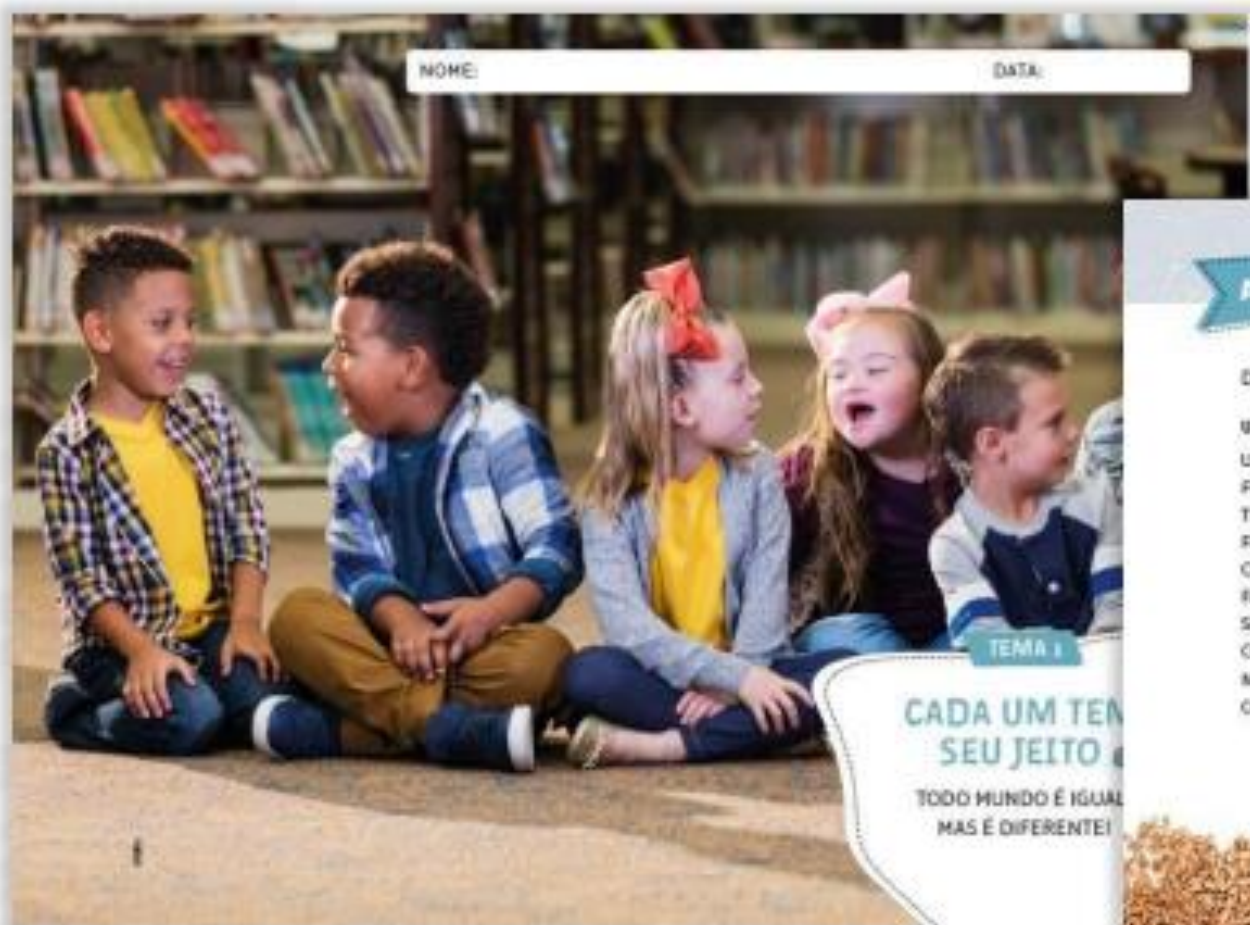 NOME: DATA:
TEMA 1
CADA UM TEM
SEU JEITO
TODO MUNDO É IGUAL
MAS É DIFERENTE!